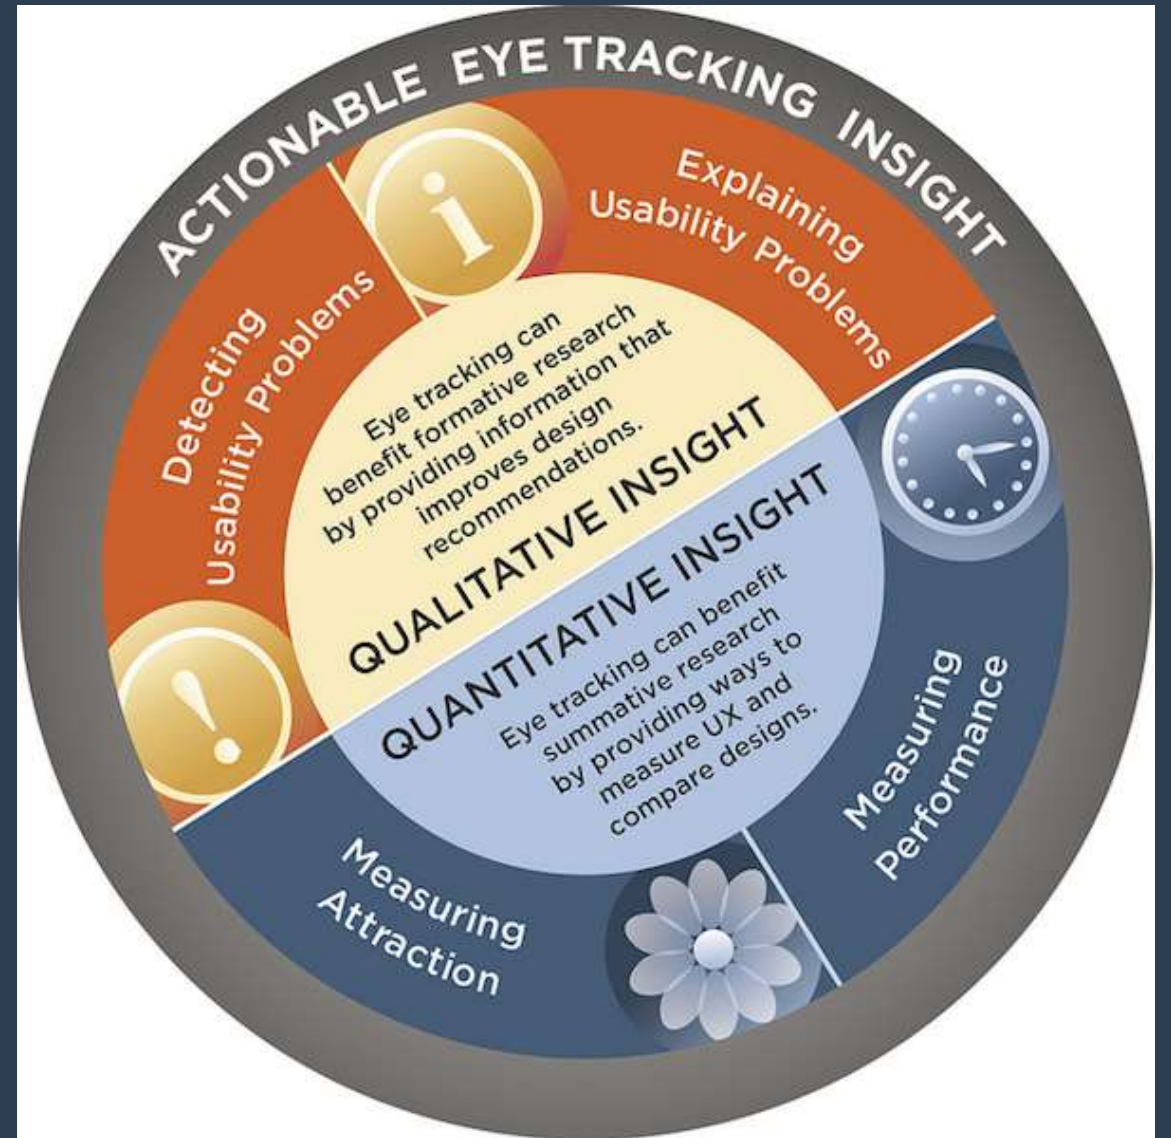 ACTIONABLE EYE TRACKING INSIGHT
Detecting
Usability Problems
Explaining
Usability Problems
Eye tracking can
benefit formative research
by providing information that
improves design
recommendations.
QUALITATIVE INSIGHT
QUANTITATIVE INSIGHT
Eye tracking can benefit
summative research
by providing ways to
measure UX and
compare designs.
Measuring
Attraction
Measuring
Performance
i
!